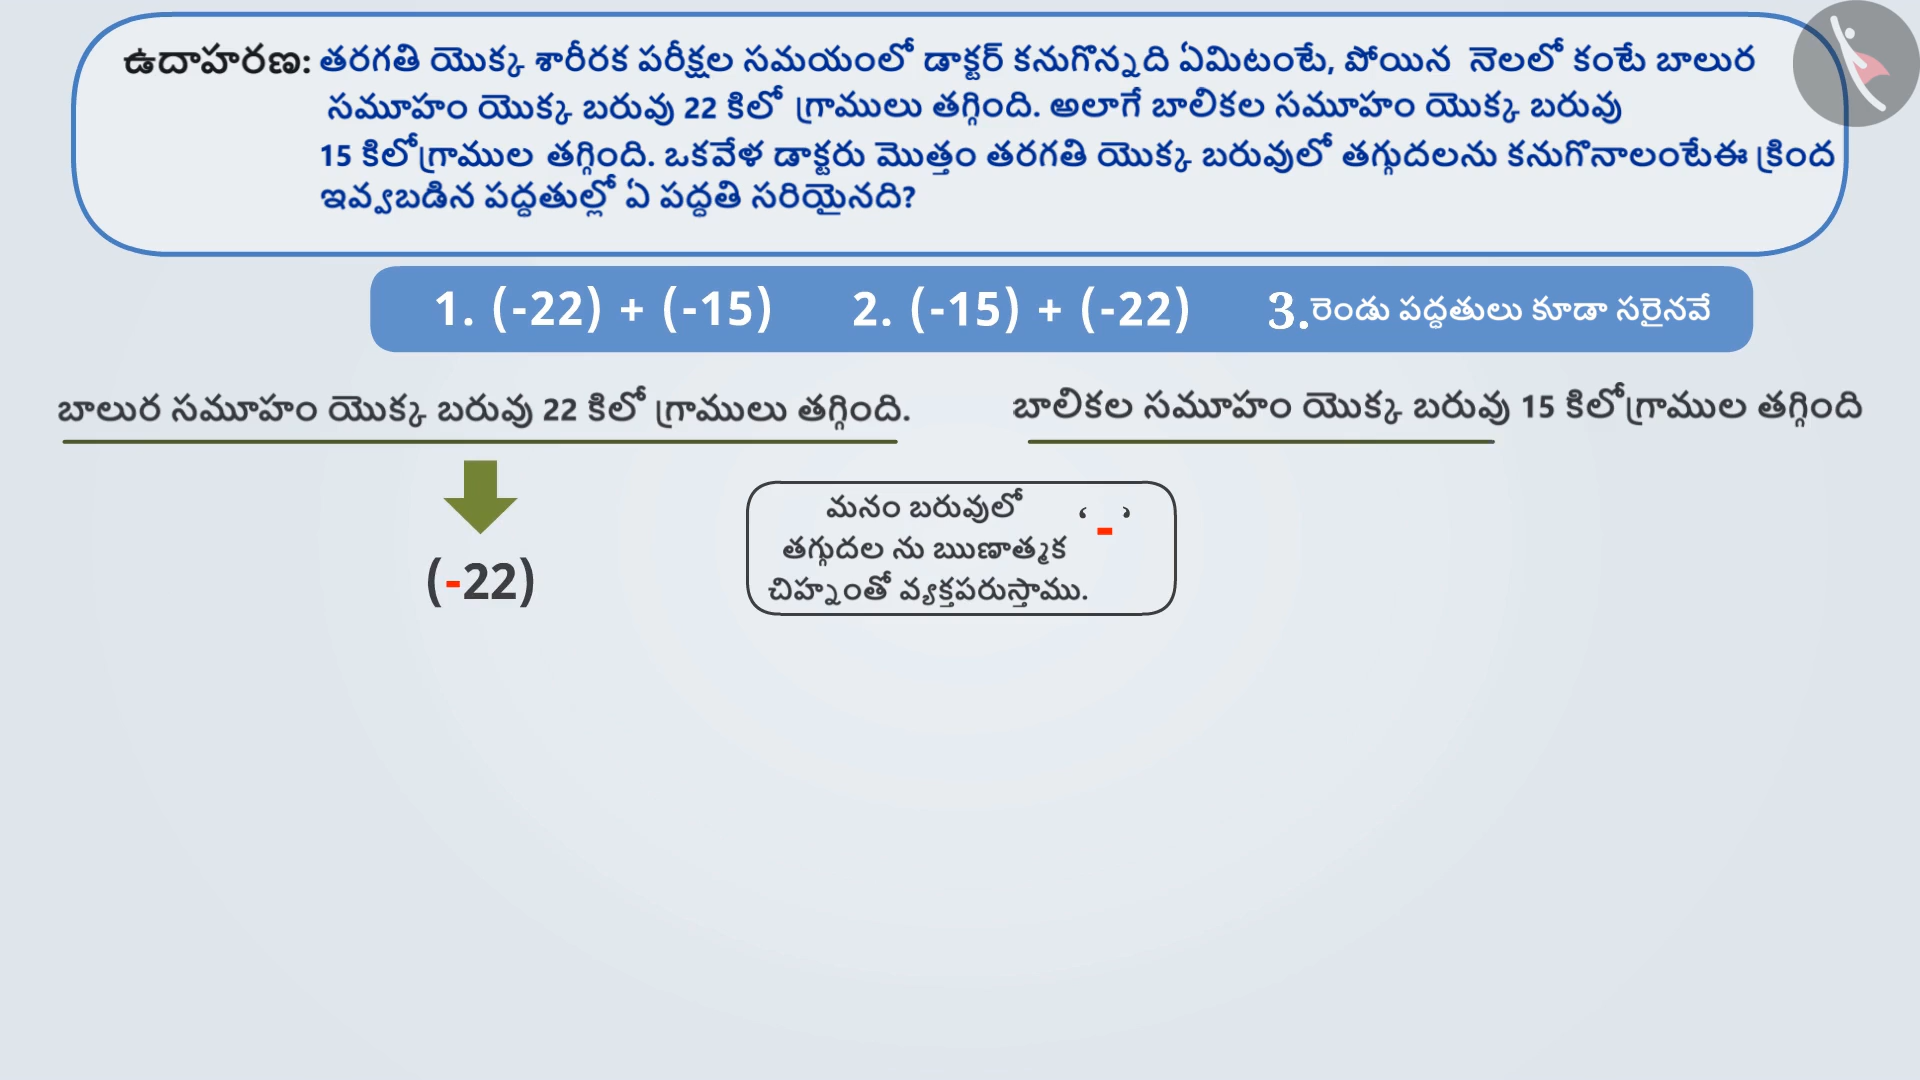 ఉదాహరణ: తరగతి యొక్క శారీరక పరీక్షల సమయంలో డాక్టర్ కనుగొన్నది ఏమిటంటే, పోయిన నెలలో కంటే బాలుర
సమూహం యొక్క బరువు 22 కిలో గ్రాములు తగ్గింది. అలాగే బాలికల సమూహం యొక్క బరువు
15 కిలోగ్రాముల తగ్గింది. ఒకవేళ డాక్టరు మొత్తం తరగతి యొక్క బరువులో తగ్గుదలను కనుగొనాలంటేఈ క్రింద
ఇవ్వబడిన పద్ధతుల్లో ఏ పద్ధతి సరియైనది?
1. (-22) + (-15) 2. (-15) + (-22) 3.రెండు పద్ధతులు కూడా సరైనవే
బాలుర సమూహం యొక్క బరువు 22 కిలో గ్రాములు తగ్గింది. బాలికల సమూహం యొక్క బరువు 15 కిలోగ్రాముల తగ్గింది
మనం బరువులో ‘-’
తగ్గుదల ను ఋణాత్మక
చిహ్నంతో వ్యక్తపరుస్తాము.
(-22)